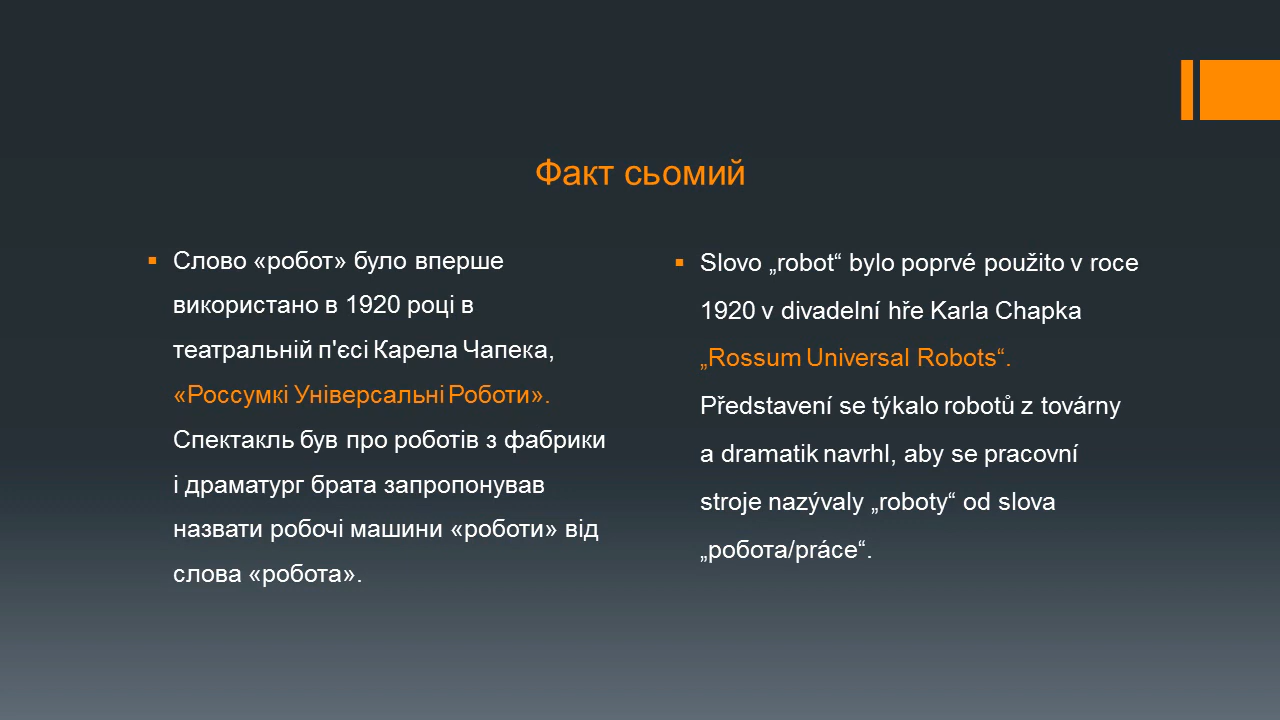 Факт сьомий
Слово «робот» було вперше
використано в 1920 році в
театральній п'єсі Карела Чапека,
«Россумкі Універсальні Роботи».
Спектакль був про роботів з фабрики
і драматург брата запропонував
назвати робочі машини «роботи» від
слова «робота».
Slovo „robot“ bylo poprvé použito v roce
1920 v divadelní hře Karla Chapka
„Rossum Universal Robots“.
Představení se týkalo robotů z továrny
a dramatik navrhl, aby se pracovní
stroje nazývaly „roboty“ od slova
„робота/práce“.